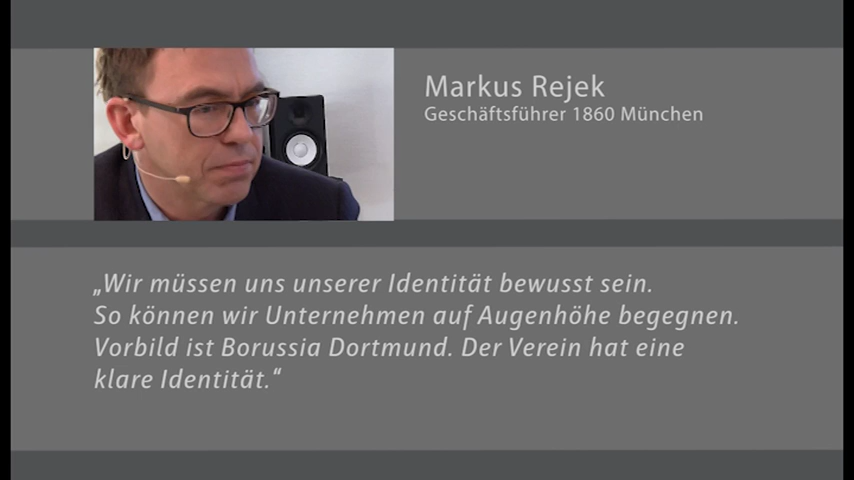 Markus Rejek
Geschäftsführer 1860 München
„Wir müssen uns unserer Identität bewusst sein.
So können wir Unternehmen auf Augenhöhe begegnen.
Vorbild ist Borussia Dortmund. Der Verein hat eine
klare Identität.“